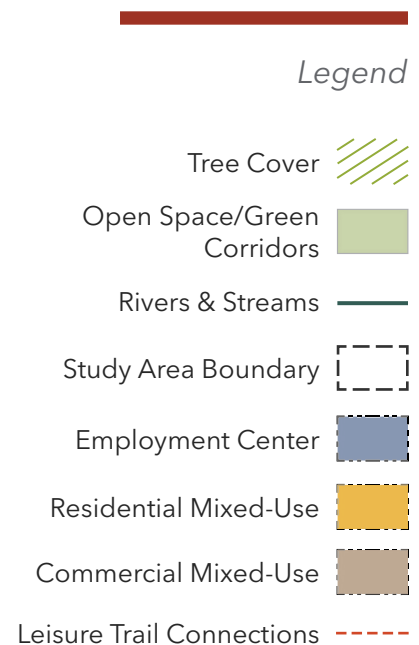 Legend
Tree Cover
Open Space/Green
Corridors
Rivers & Streams
Study Area Boundary
Employment Center
Residential Mixed-Use
Commercial Mixed-Use
Leisure Trail Connections